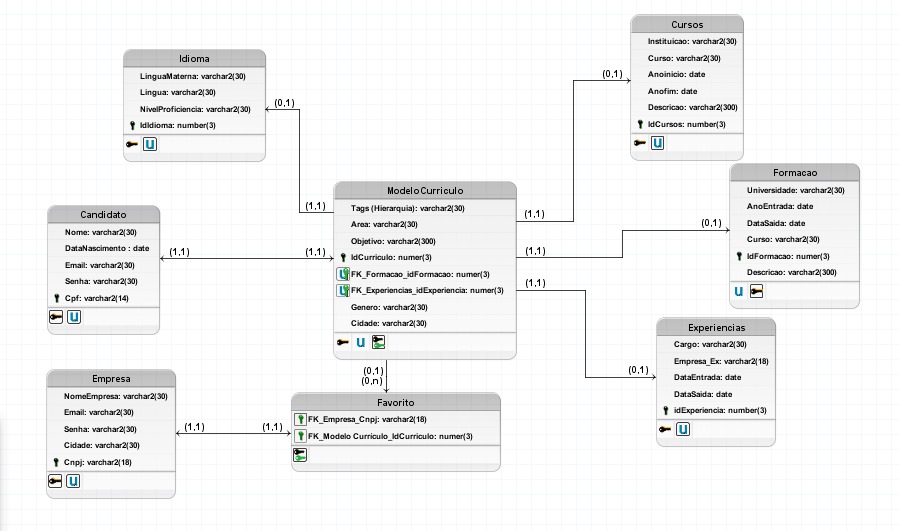 Idioma
LinguaMaterna: varchar2(30)
Lingua: varchar2(30)
NivelProficiencia: varchar2(30)
IdIdioma: number(3)
U
(0,1)
Cursos
Instituicao: varchar2(30)
Curso: varchar2(30)
Anoinicio: date
Anofim: date
Descricao: varchar2(300)
IdCursos: number(3)
U
(0,1)
Formacao
Universidade: varchar2(30)
AnoEntrada: date
DataSaida: date
Curso: varchar2(30)
IdFormacao: number(3)
Descricao: varchar2(300)
U
(0,1)
Candidato
Nome: varchar2(30)
DataNascimento : date
Email: varchar2(30)
Senha: varchar2(30)
Cpf: varchar2(14)
U
(1,1)
(1,1)
(1,1)
Modelo Curriculo
Tags (Hierarquia): varchar2(30)
Area: varchar2(30)
Objetivo: varchar2(300)
IdCurriculo: numer(3)
FK_Formacao_idFormacao: numer(3)
FK_Experiencias_idExperiencia: numer(3)
Genero: varchar2(30)
Cidade: varchar2(30)
U
(1,1)
(1,1)
(1,1)
Experiencias
Cargo: varchar2(30)
Empresa_Ex: varchar2(18)
DataEntrada: date
DataSaida: date
idExperiencia: number(3)
U
(0,1)
(0,1)
(0,n)
Empresa
NomeEmpresa: varchar2(30)
Email: varchar2(30)
Senha: varchar2(30)
Cidade: varchar2(30)
Cnpj: varchar2(18)
U
(1,1)
(1,1)
Favorito
FK_Empresa_Cnpj: varchar2(18)
FK_Modelo Curriculo_IdCurriculo: numer(3)